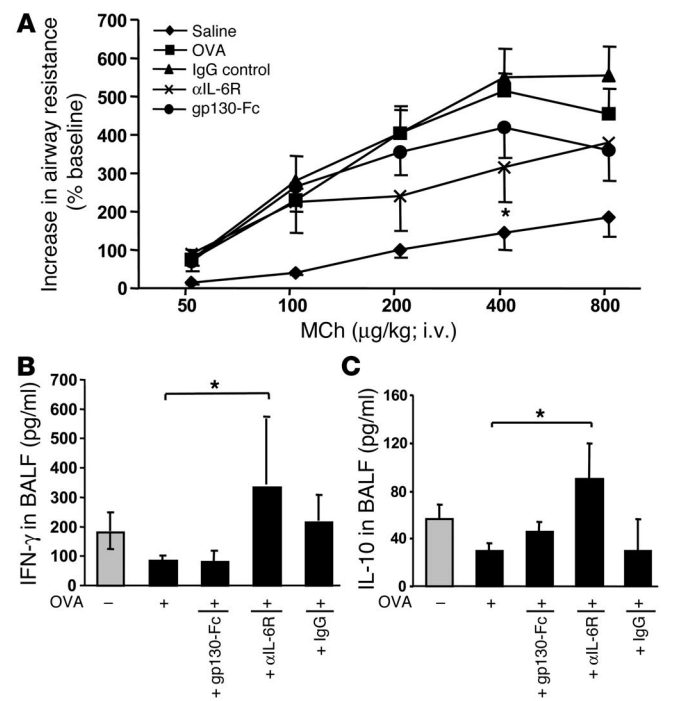 A
Increase in airway resistance
(% baseline)
700
600
500
400
300
200
100
0
Saline
OVA
IgG control
αIL-6R
gp130-Fc
*
50
100
200
400
800
MCh (μg/kg; i.v.)
B
IFN-γ in BALF (pg/ml)
700
600
500
400
300
200
100
0
*
OVA – + + + +
+ gp130-Fc
+ αIL-6R
+ IgG
C
IL-10 in BALF (pg/ml)
160
120
80
40
0
*
OVA – + + + +
+ gp130-Fc
+ αIL-6R
+ IgG